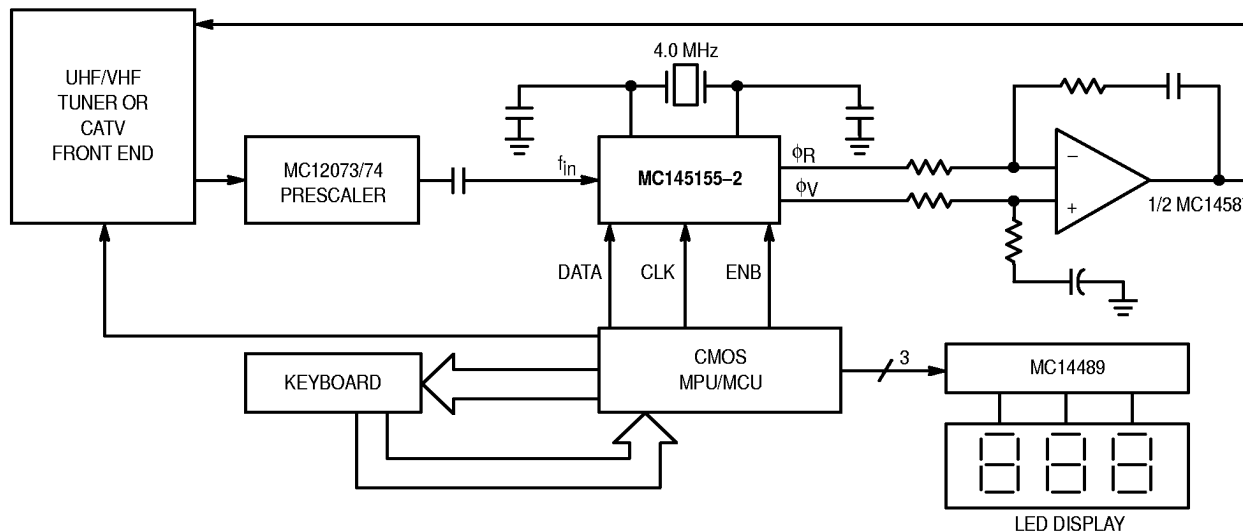 4.0 MHz
UHF/VHF
TUNER OR
CATV
FRONT END
MC12073/74
PRESCALER
fin
MC145155–2
ϕR
ϕV
–
+
1/2 MC1458
DATA
CLK
ENB
KEYBOARD
CMOS
MPU/MCU
3
MC14489
LED DISPLAY